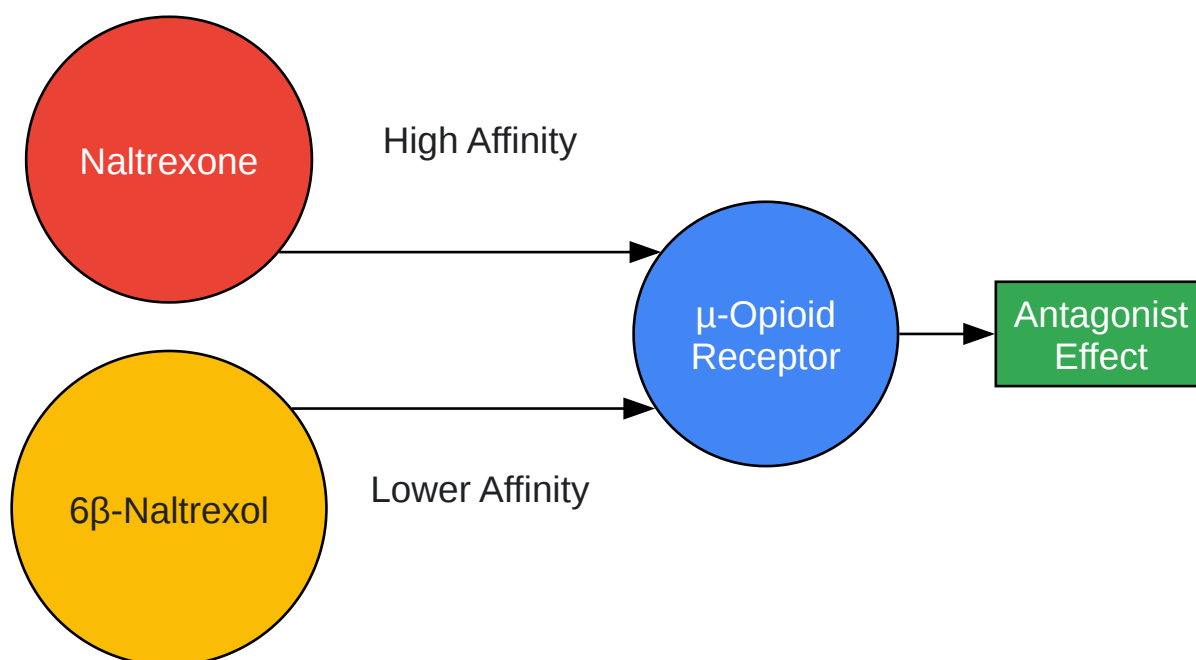 Naltrexone
High Affinity
µ-Opioid
Receptor
Antagonist
Effect
6β-Naltrexol
Lower Affinity